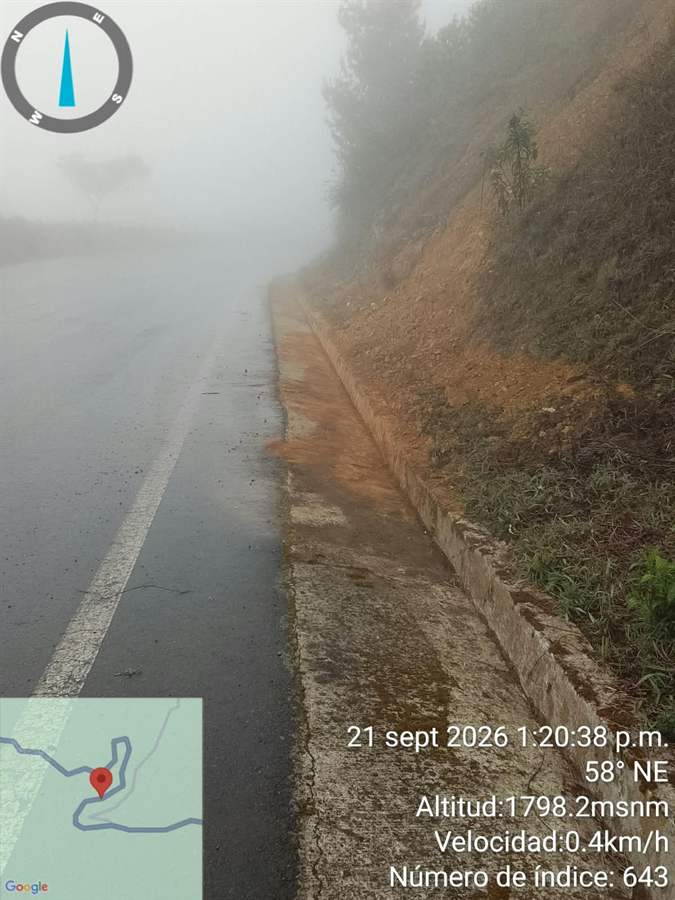 N
E
W
S
21 sept 2026 1:20:38 p.m.
58° NE
Altitud:1798.2msnm
Velocidad:0.4km/h
Número de índice: 643
Google